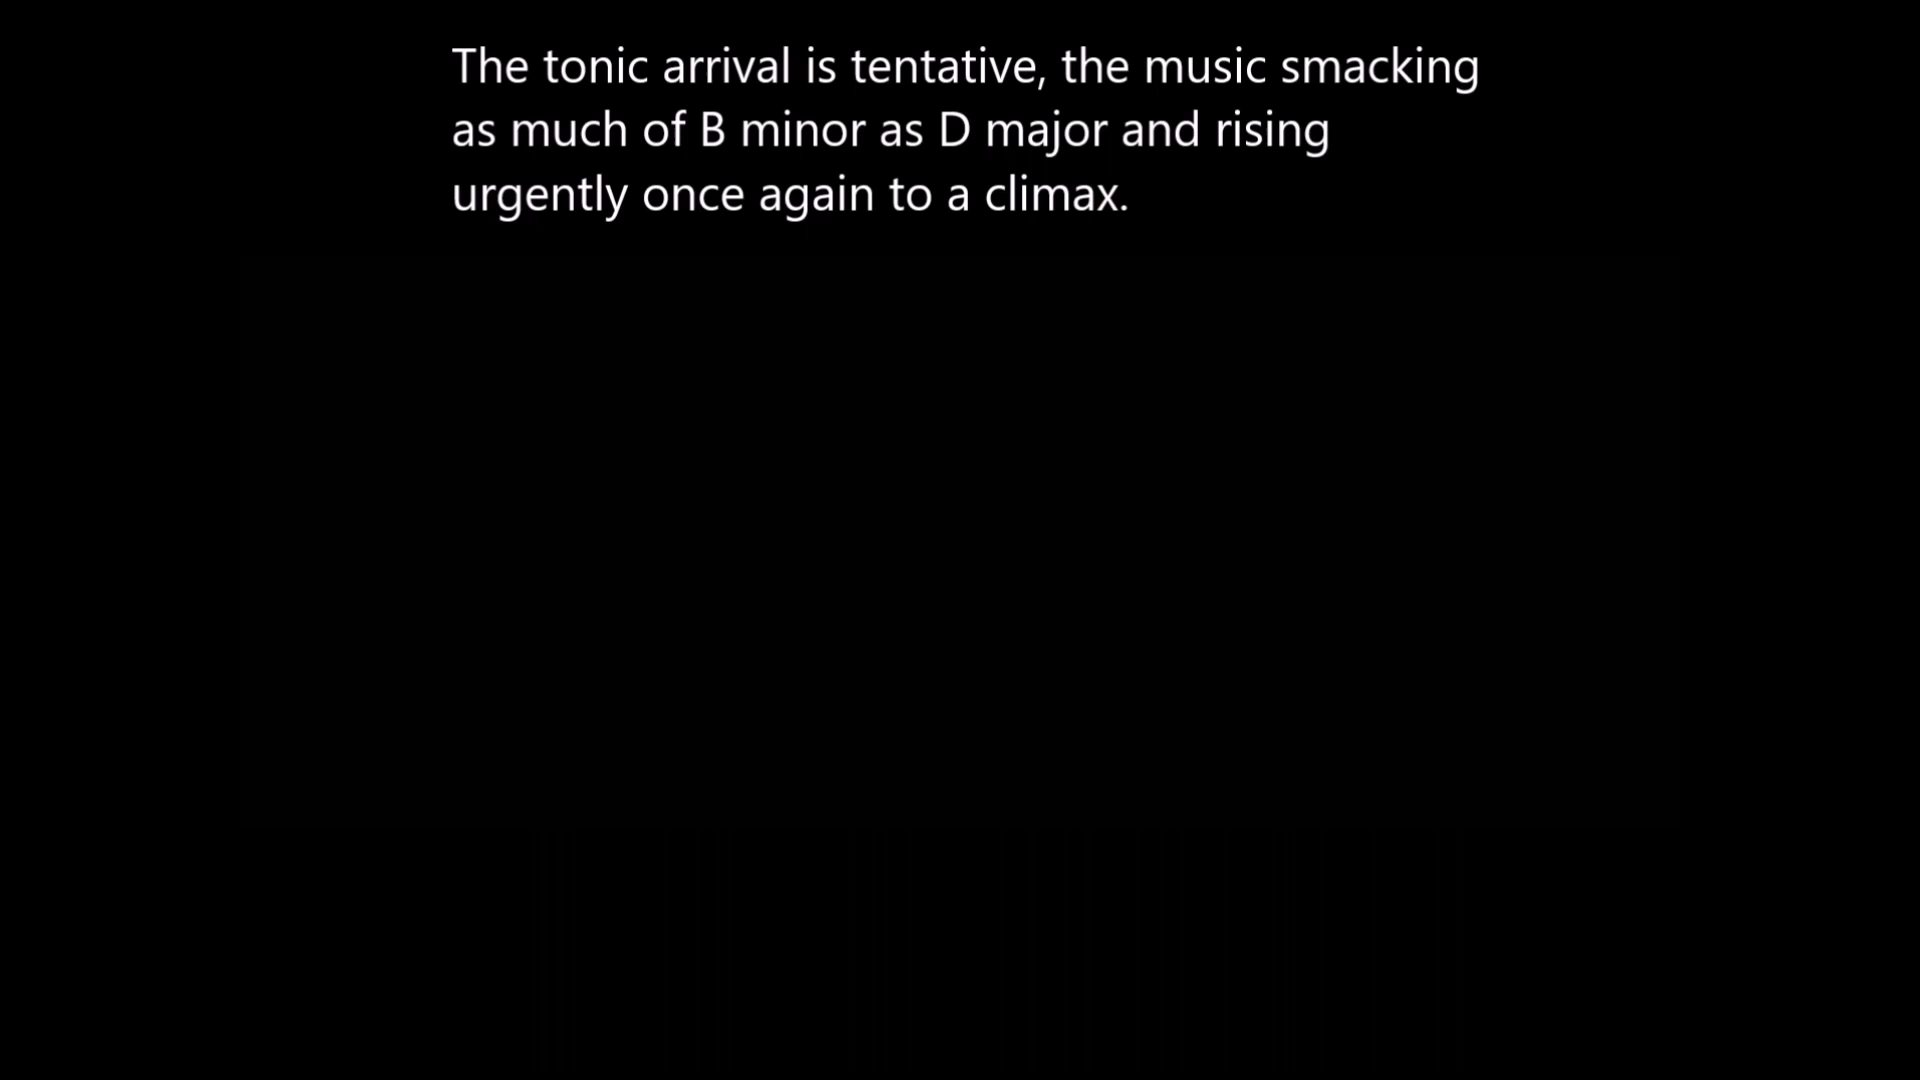 The tonic arrival is tentative, the music smacking
as much of B minor as D major and rising
urgently once again to a climax.